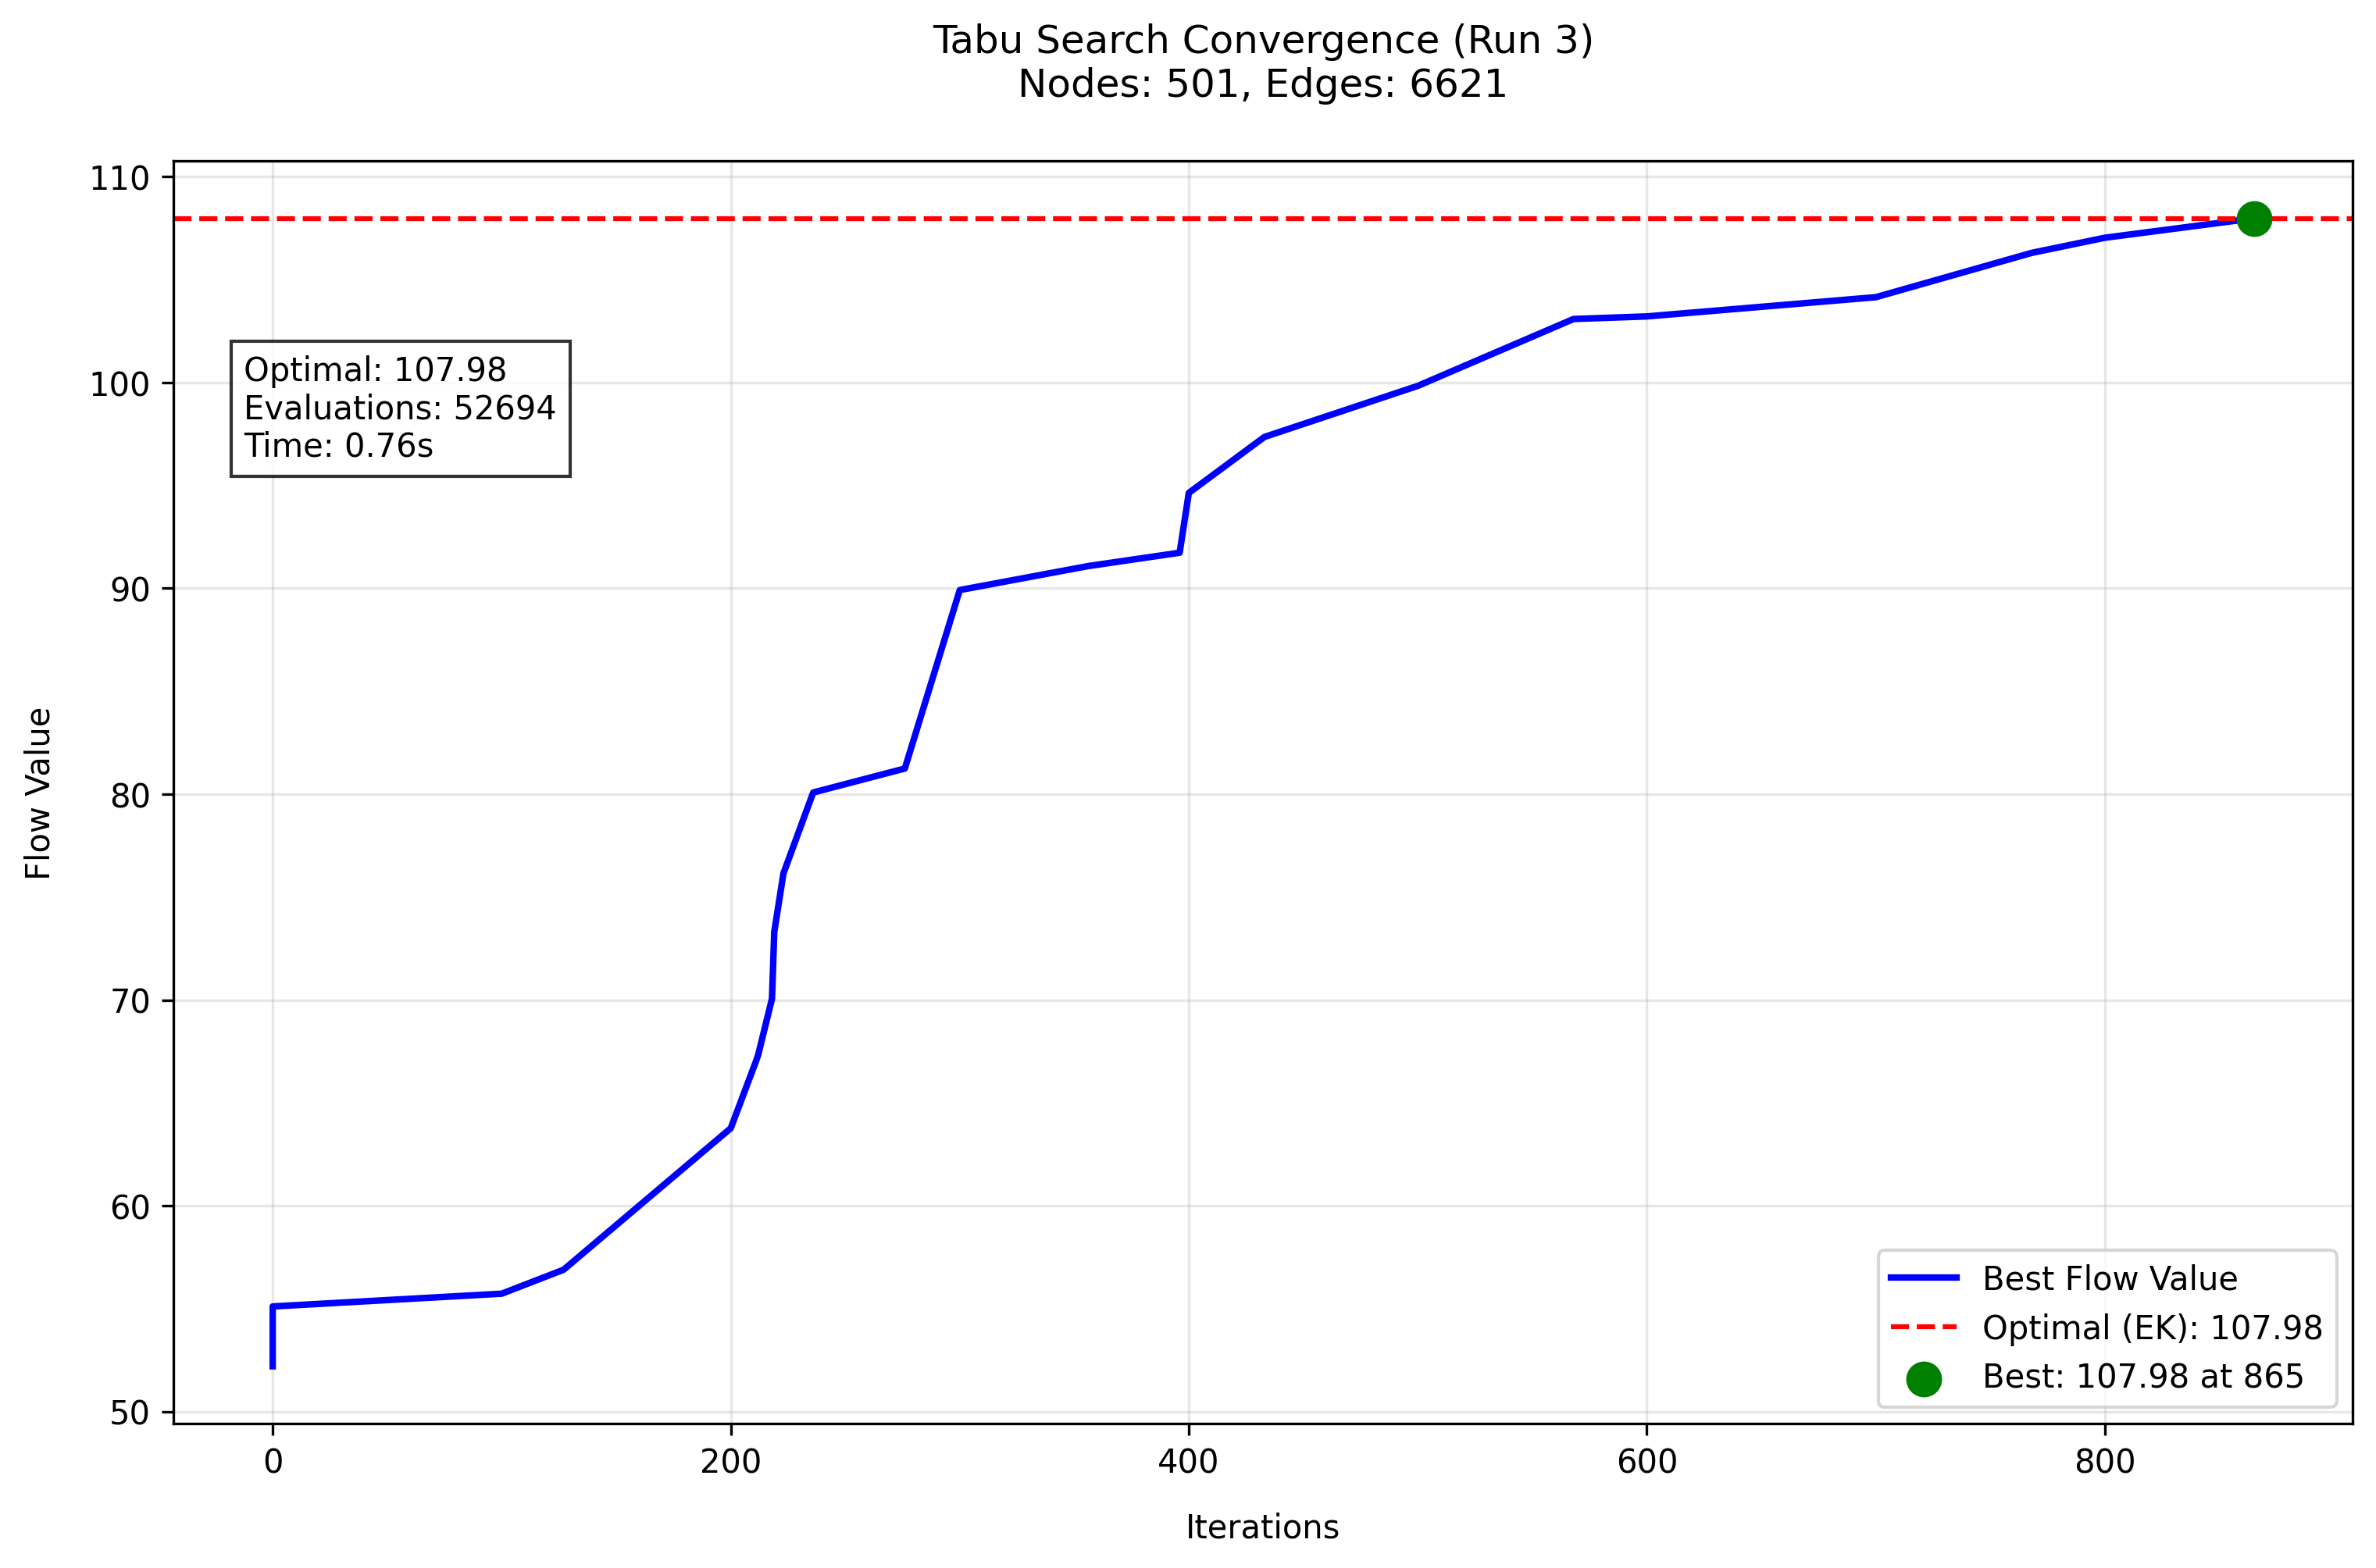 Tabu Search Convergence (Run 3)
Nodes: 501, Edges: 6621
110
100
90
80
70
60
50
Flow Value
Optimal: 107.98
Evaluations: 52694
Time: 0.76s
Best Flow Value
Optimal (EK): 107.98
Best: 107.98 at 865
0 200 400 600 800
Iterations